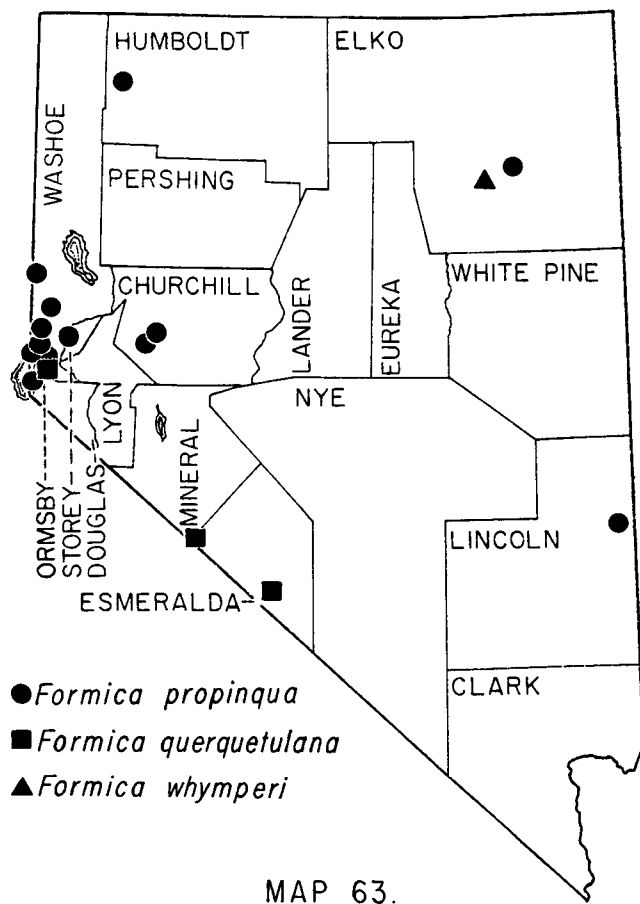 HUMBOLDT
ELKO
WASHOE
PERSHING
CHURCHILL
LANDER
EUREKA
WHITE PINE
LYON
NYE
MINERAL
ORMSBY
STOREY
DOUGLAS
ESMERALDA
LINCOLN
CLARK
Formica propinqua
Formica querquetulana
Formica whymperi
MAP 63.